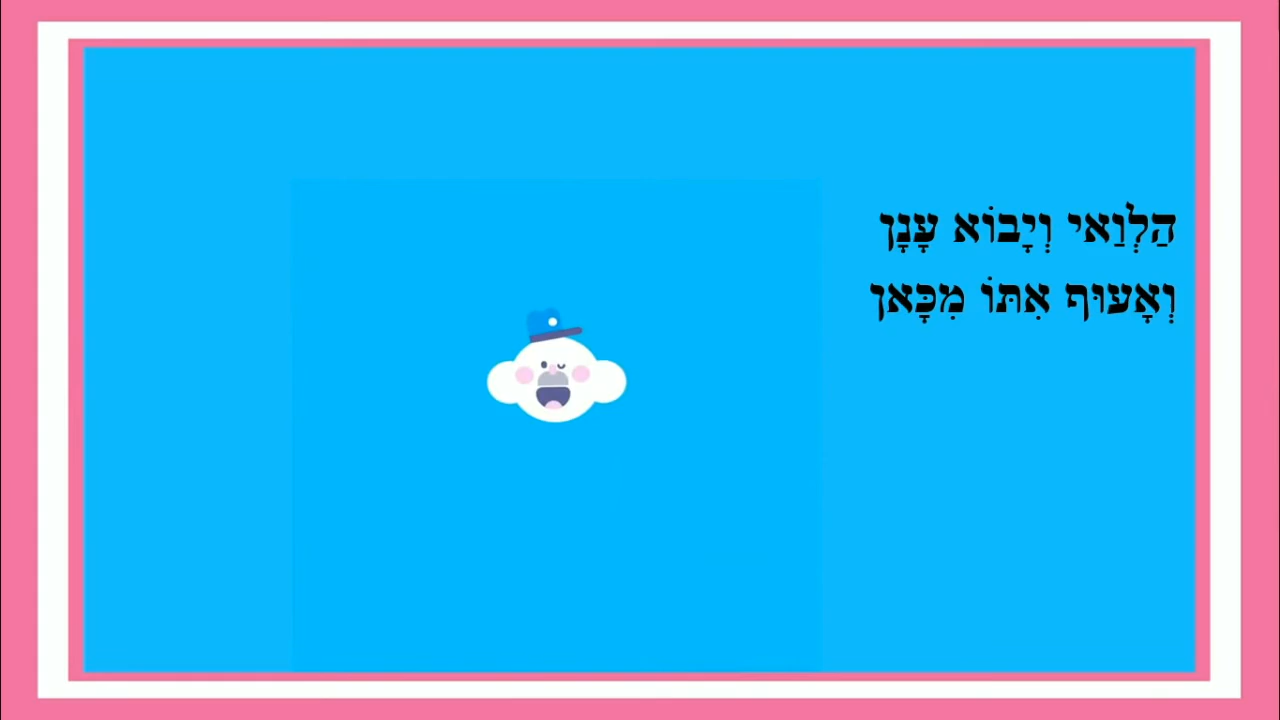 הַלְוַאי וְיָבוֹא עָנָן
וְאָעוּף אִתּוֹ מִכָּאן